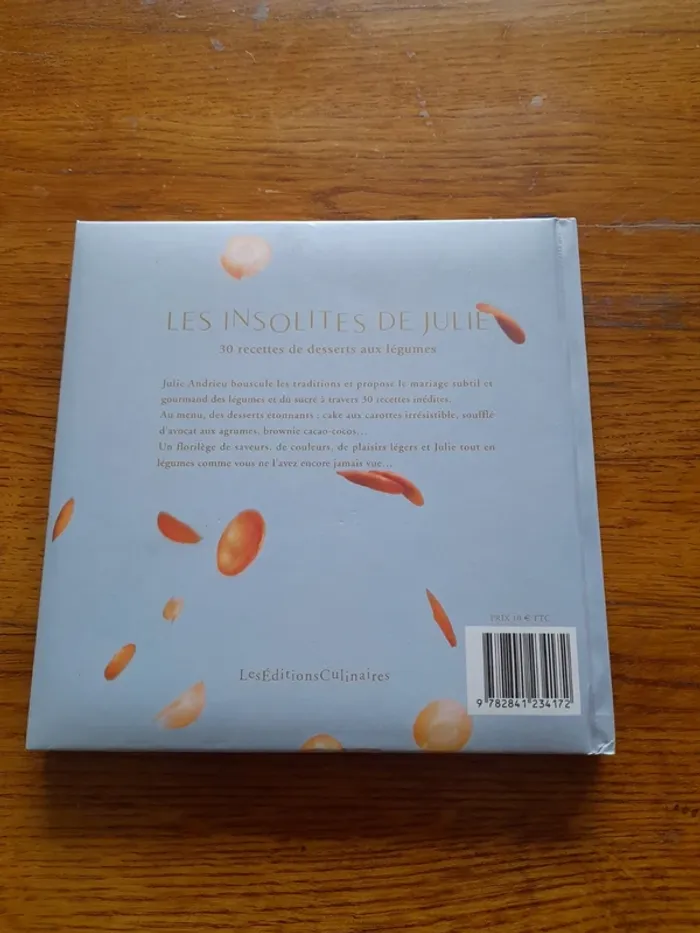 LES INSOLITES DE JULIE
30 recettes de desserts aux légumes
Julie Andrieu bouscule les traditions et propose le mariage subtil et
gourmand des légumes et du sucre à travers 30 recettes inédites.
Au menu, des desserts étonnants : cake aux carottes irrésistible, soufflé
d'avocat aux agrumes, brownie cacao-cocos...
Un florilège de saveurs, de couleurs, de plaisirs légers et Julie tout en
légumes comme vous ne l'avez encore jamais vue...
PRIX 10 € TTC
LesÉditionsCulinaires
9 782841 234172